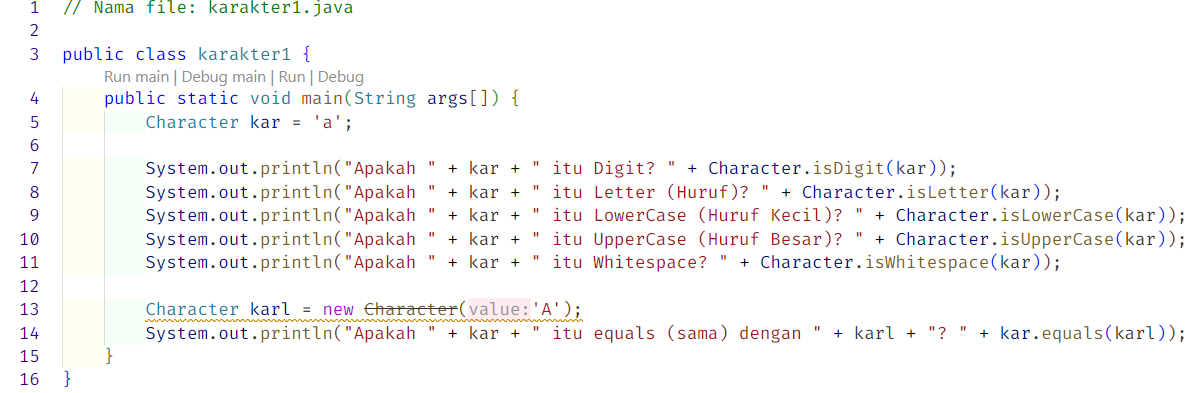 1 // Nama file: karakter1.java
2
3 public class karakter1 {
Run main | Debug main | Run | Debug
4 public static void main(String args[]) {
5 Character kar = 'a';
6
7 System.out.println("Apakah " + kar + " itu Digit? " + Character.isDigit(kar));
8 System.out.println("Apakah " + kar + " itu Letter (Huruf)? " + Character.isLetter(kar));
9 System.out.println("Apakah " + kar + " itu LowerCase (Huruf Kecil)? " + Character.isLowerCase(kar));
10 System.out.println("Apakah " + kar + " itu UpperCase (Huruf Besar)? " + Character.isUpperCase(kar));
11 System.out.println("Apakah " + kar + " itu Whitespace? " + Character.isWhitespace(kar));
12
13 Character karl = new Character(value:'A');
14 System.out.println("Apakah " + kar + " itu equals (sama) dengan " + karl + "? " + kar.equals(karl));
15 }
16 }